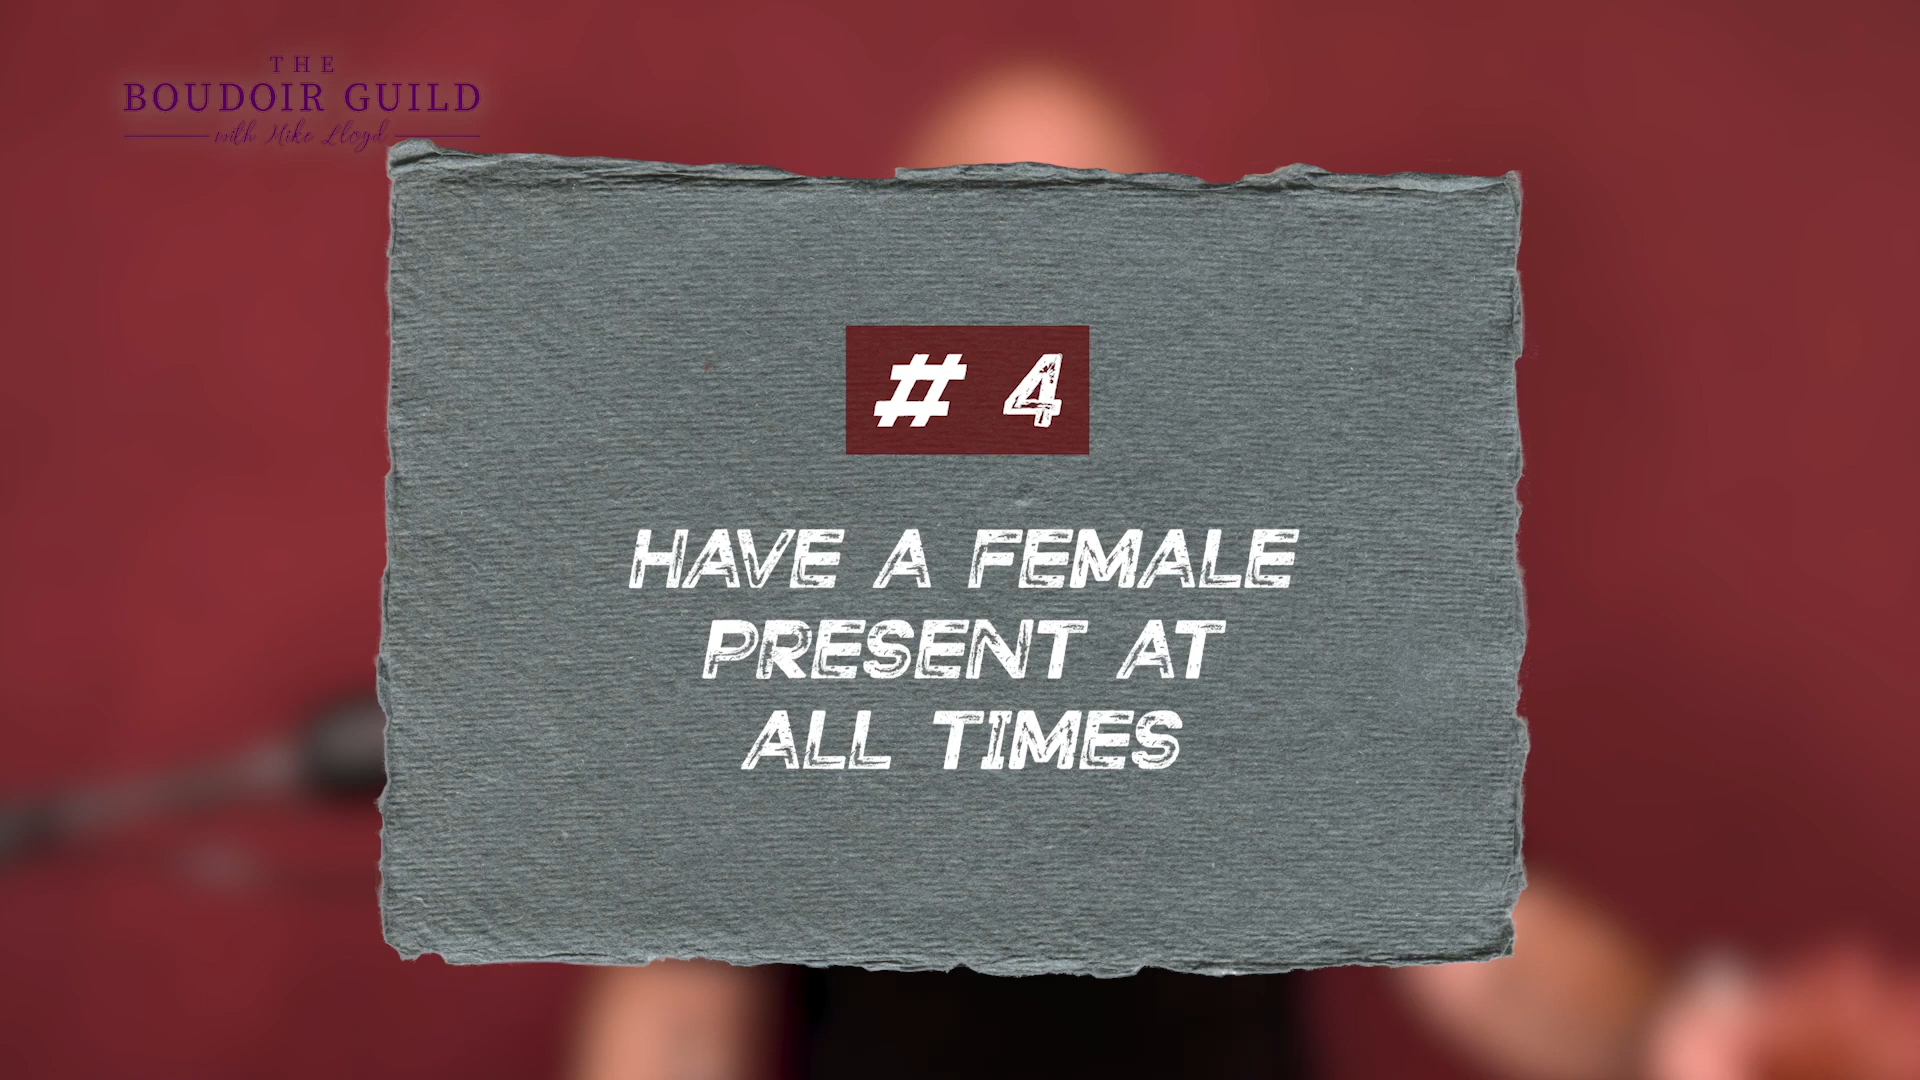 THE
BOUDOIR GUILD
with Mike Lloyd
# 4
HAVE A FEMALE
PRESENT AT
ALL TIMES